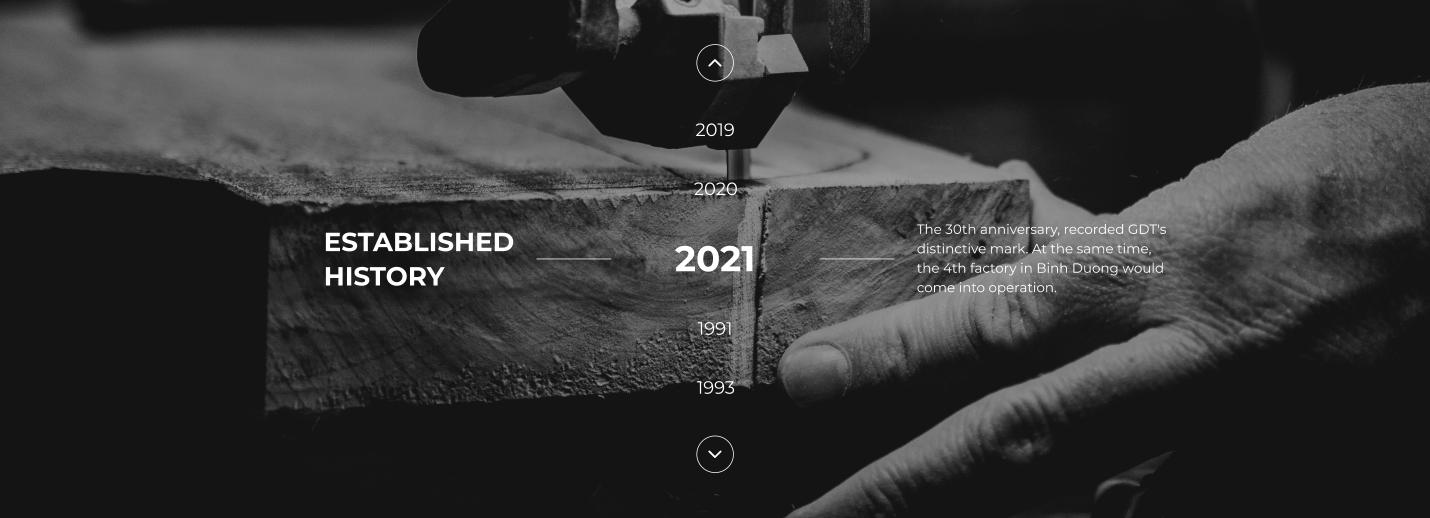 2019
2020
ESTABLISHED
HISTORY
2021
The 30th anniversary, recorded GDT's
distinctive mark. At the same time,
the 4th factory in Binh Duong would
come into operation.
1991
1993